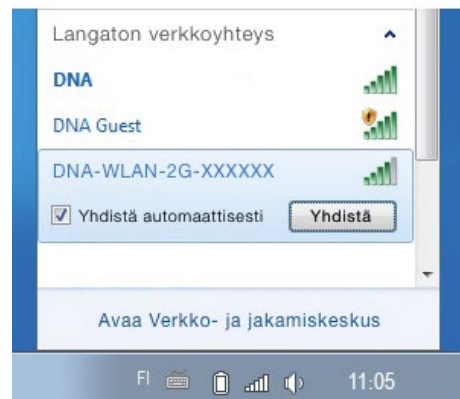 Langaton verkkoyhteys
DNA
DNA Guest
DNA-WLAN-2G-XXXXXX
Yhdistä automaattisesti Yhdistä
Avaa Verkko- ja jakamiskeskus
FI 11:05